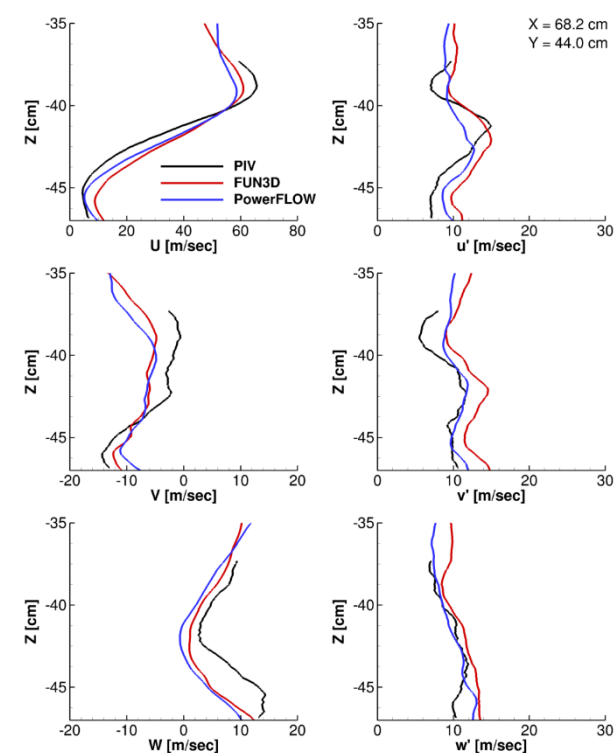 X = 68.2 cm
Y = 44.0 cm
-35
-40
-45
Z [cm]
PIV
FUN3D
PowerFLOW
0 20 40 60 80
U [m/sec]
-35
-40
-45
Z [cm]
0 10 20 30
u' [m/sec]
-35
-40
-45
Z [cm]
-20 -10 0 10 20
V [m/sec]
-35
-40
-45
Z [cm]
0 10 20 30
v' [m/sec]
-35
-40
-45
Z [cm]
-20 -10 0 10 20
W [m/sec]
-35
-40
-45
Z [cm]
0 10 20 30
w' [m/sec]